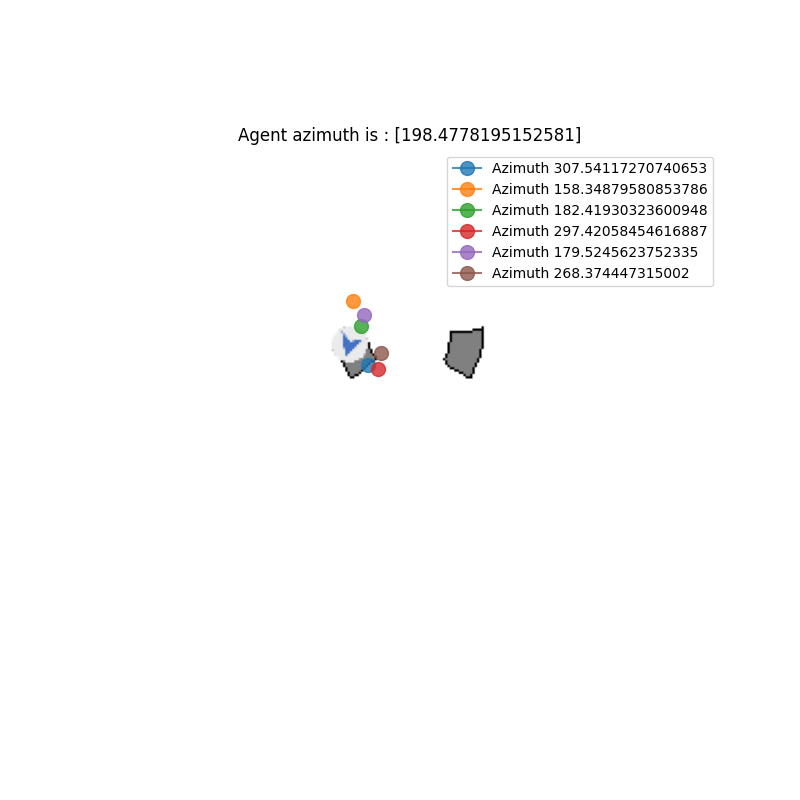 Agent azimuth is : [198.4778195152581]
Azimuth 307.54117270740653
Azimuth 158.34879580853786
Azimuth 182.41930323600948
Azimuth 297.42058454616887
Azimuth 179.5245623752335
Azimuth 268.374447315002